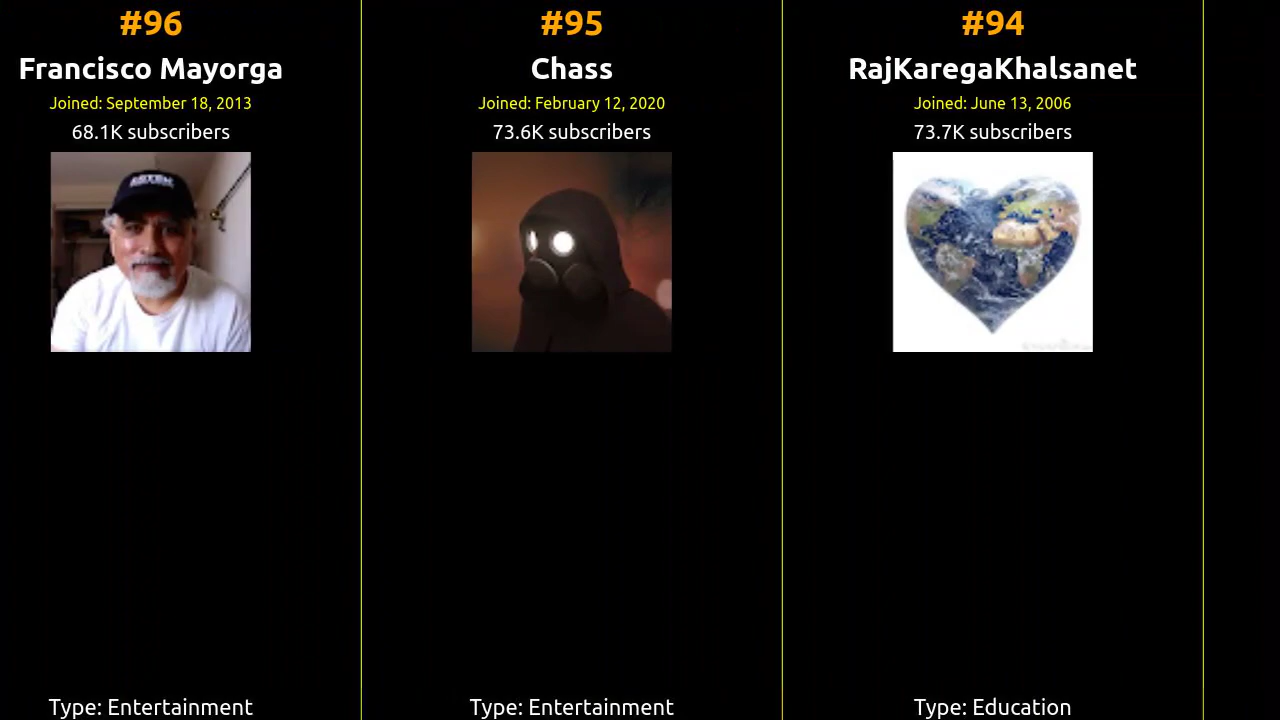 #96
Francisco Mayorga
Joined: September 18, 2013
68.1K subscribers
Type: Entertainment
#95
Chass
Joined: February 12, 2020
73.6K subscribers
Type: Entertainment
#94
RajKaregaKhalsanet
Joined: June 13, 2006
73.7K subscribers
Type: Education